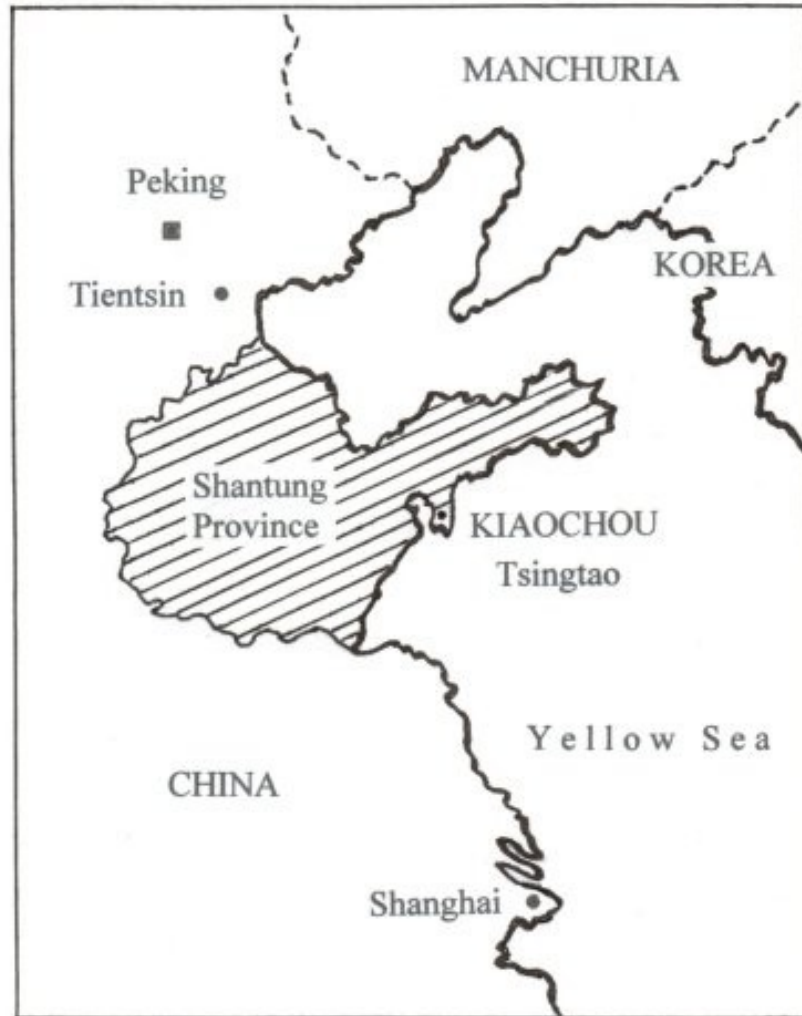 MANCHURIA
Peking
KOREA
Tientsin
Shantung
Province
KIAOCHOU
Tsingtao
Yellow Sea
CHINA
Shanghai